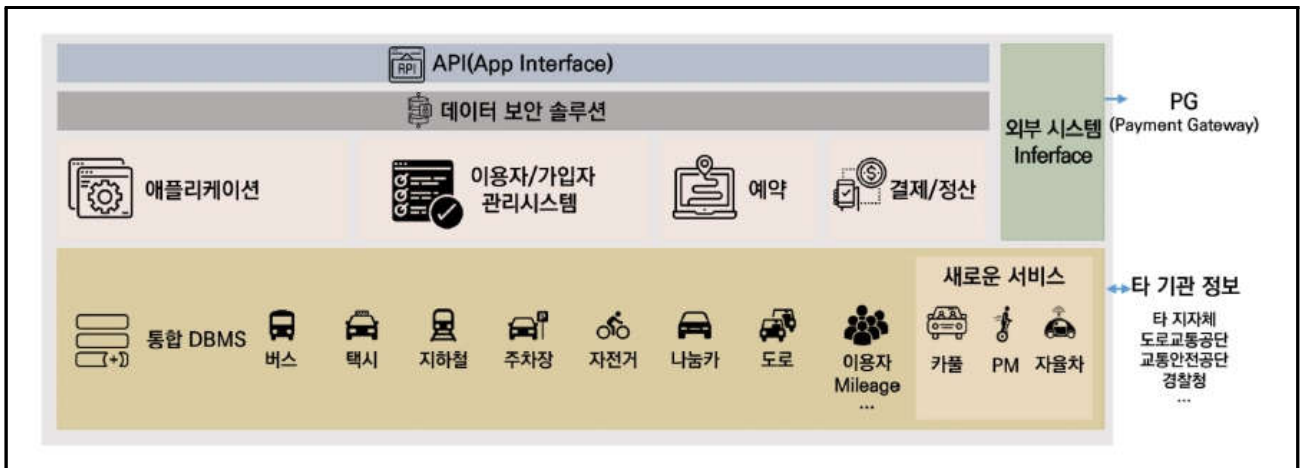 API
API(App Interface)
데이터 보안 솔루션
외부 시스템
Inferface
PG
(Payment Gateway)
애플리케이션
이용자/가입자
관리시스템
예약
결제/정산
통합 DBMS
버스
택시
지하철
주차장
자전거
나눔카
도로
이용자
Mileage
...
새로운 서비스
카풀
PM
자율차
타 기관 정보
타 지자체
도로교통공단
교통안전공단
경찰청
...